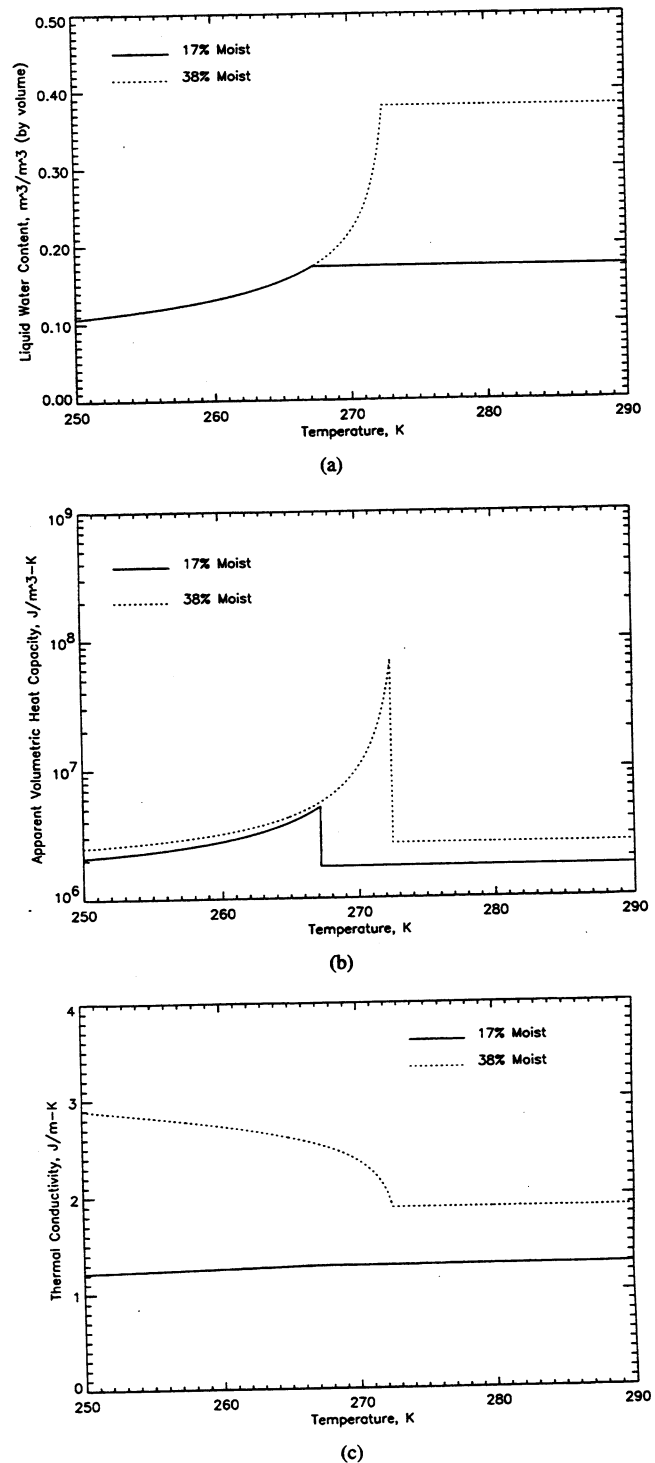 0.50
17% Moist
38% Moist
0.40
0.30
0.20
0.10
0.00
Liquid Water Content, m^3/m^3 (by volume)
250
260
270
280
290
Temperature, K
(a)
10^9
17% Moist
38% Moist
10^8
10^7
10^6
Apparent Volumetric Heat Capacity, J/m^3-K
250
260
270
280
290
Temperature, K
(b)
4
17% Moist
38% Moist
3
2
1
0
Thermal Conductivity, J/m-K
250
260
270
280
290
Temperature, K
(c)